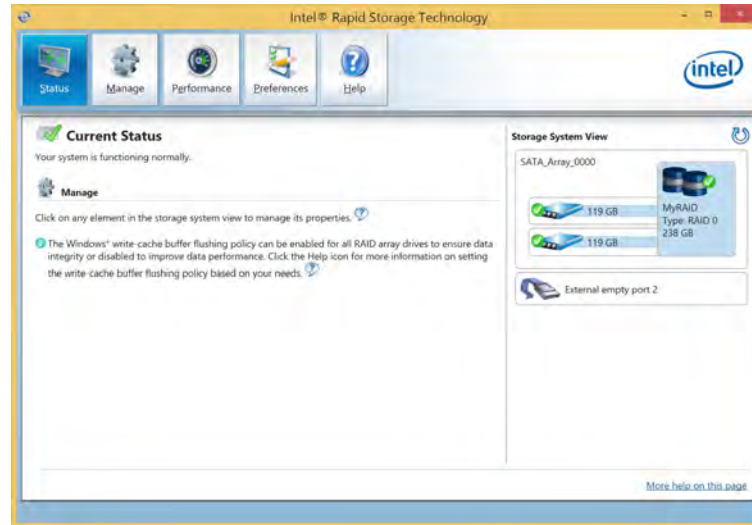 Intel® Rapid Storage Technology
Status
Manage
Performance
Preferences
Help
intel
Current Status
Your system is functioning normally.
Manage
Click on any element in the storage system view to manage its properties.
The Windows* write-cache buffer flushing policy can be enabled for all RAID array drives to ensure data
integrity or disabled to improve data performance. Click the Help icon for more information on setting
the write-cache buffer flushing policy based on your needs.
Storage System View
SATA_Array_0000
119 GB
119 GB
MyRAID
Type: RAID 0
238 GB
External empty port 2
More help on this page